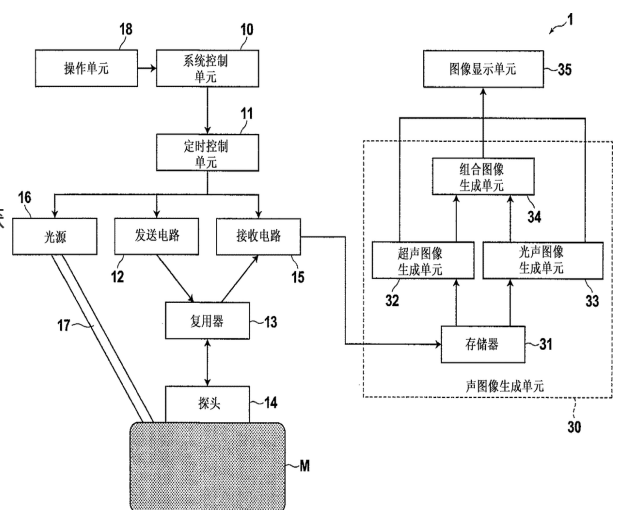 1
18
10
操作单元
系统控制
单元
图像显示单元
35
11
定时控制
单元
组合图像
生成单元
34
16
光源
发送电路
12
接收电路
15
超声图像
生成单元
32
光声图像
生成单元
33
17
复用器
13
存储器
31
声图像生成单元
30
探头
14
M